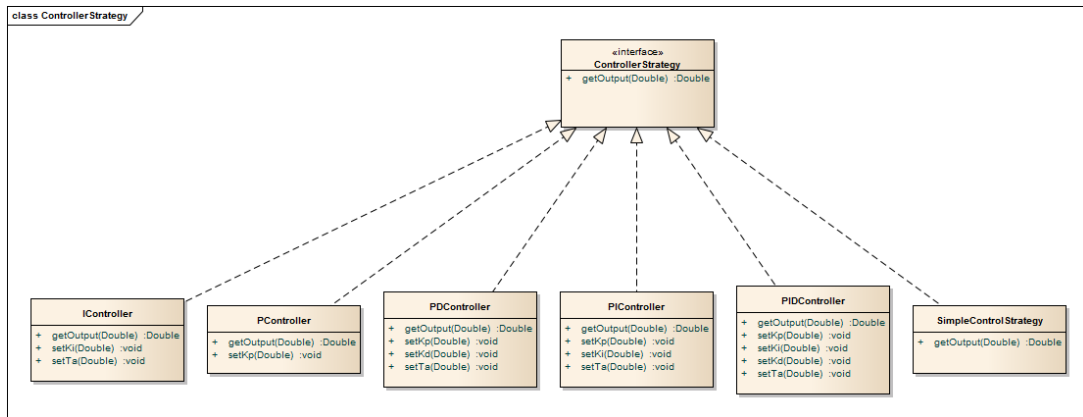 class ControllerStrategy
«interface»
ControllerStrategy
+ getOutput(Double) :Double
IController
+ getOutput(Double) :Double
+ setKi(Double) :void
+ setTa(Double) :void
PController
+ getOutput(Double) :Double
+ setKp(Double) :void
PDController
+ getOutput(Double) :Double
+ setKp(Double) :void
+ setKd(Double) :void
+ setTa(Double) :void
PIController
+ getOutput(Double) :Double
+ setKp(Double) :void
+ setKi(Double) :void
+ setTa(Double) :void
PIDController
+ getOutput(Double) :Double
+ setKp(Double) :void
+ setKi(Double) :void
+ setKd(Double) :void
+ setTa(Double) :void
SimpleControlStrategy
+ getOutput(Double) :Double